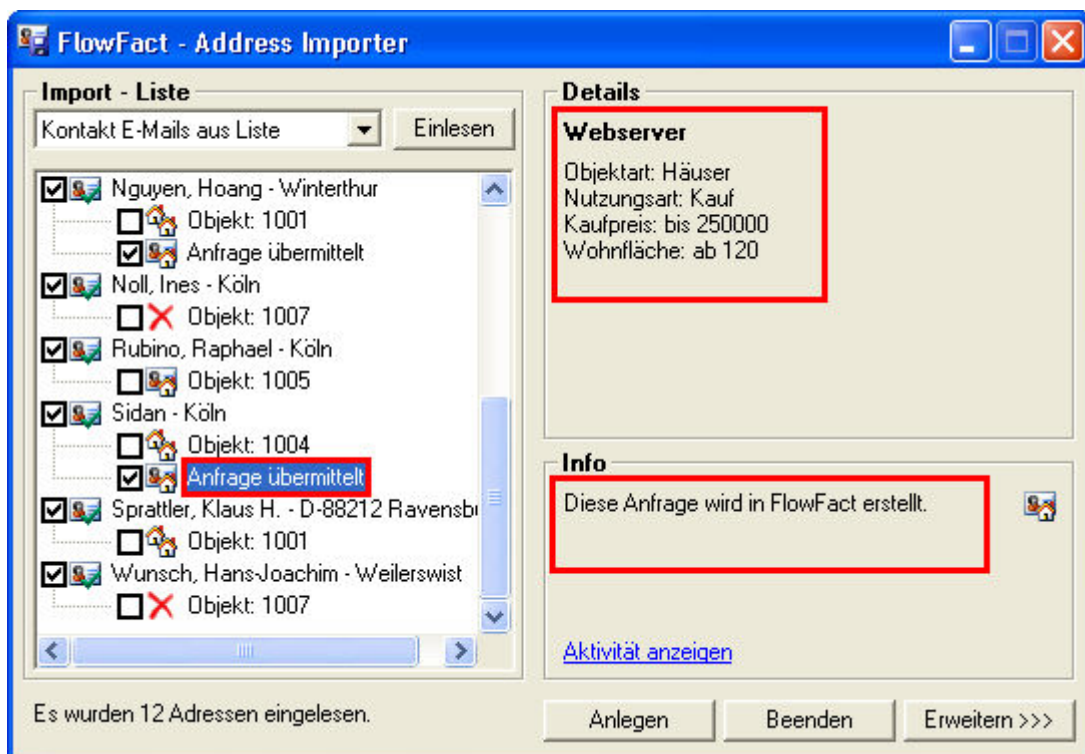 FlowFact - Address Importer
Import - Liste
Kontakt E-Mails aus Liste
Einlesen
Nguyen, Hoang - Winterthur
Objekt: 1001
Anfrage übermittelt
Noll, Ines - Köln
Objekt: 1007
Rubino, Raphael - Köln
Objekt: 1005
Sidan - Köln
Objekt: 1004
Anfrage übermittelt
Sprattler, Klaus H. - D-88212 Ravensb
Objekt: 1001
Wunsch, Hans-Joachim - Weilerswist
Objekt: 1007
Details
Webserver
Objektart: Häuser
Nutzungsart: Kauf
Kaufpreis: bis 250000
Wohnfläche: ab 120
Info
Diese Anfrage wird in FlowFact erstellt.
Aktivität anzeigen
Es wurden 12 Adressen eingelesen.
Anlegen
Beenden
Erweitern >>>